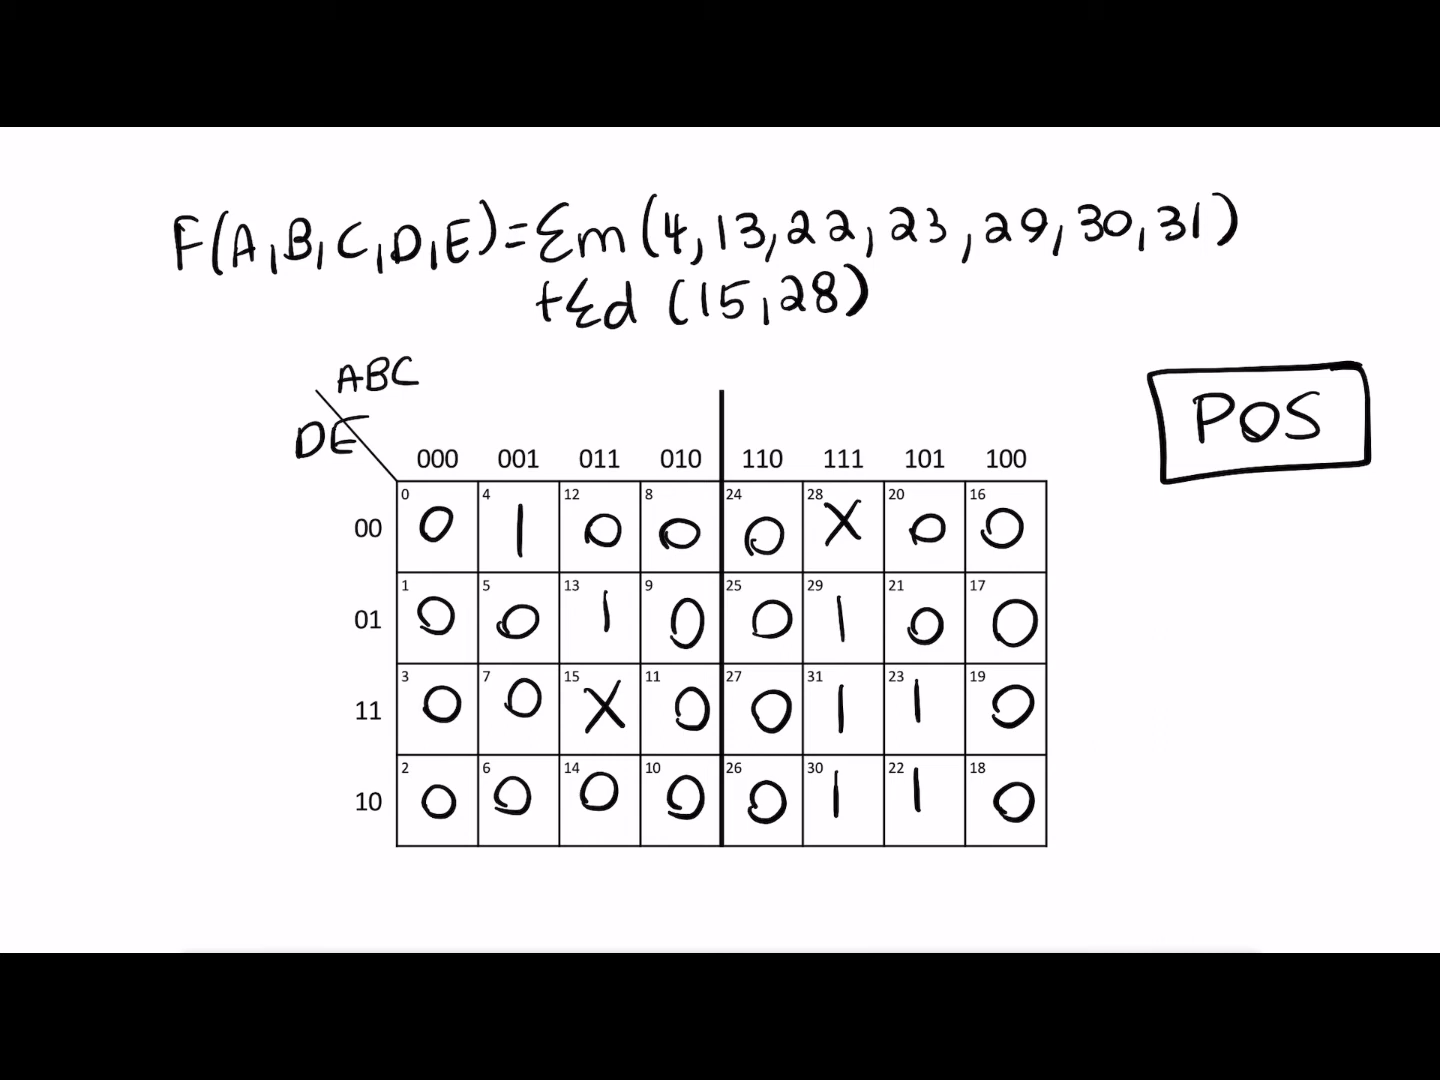 F(A,B,C,D,E)=Σm(4,13,22,23,29,30,31)
+Σd (15,28)
ABC
DE
POS
000 001 011 010 110 111 101 100
0 4 12 8 24 28 20 16
00 0 1 0 0 0 X 0 0
1 5 13 9 25 29 21 17
01 0 0 1 0 0 1 0 0
3 7 15 11 27 31 23 19
11 0 0 X 0 0 1 1 0
2 6 14 10 26 30 22 18
10 0 0 0 0 0 1 1 0